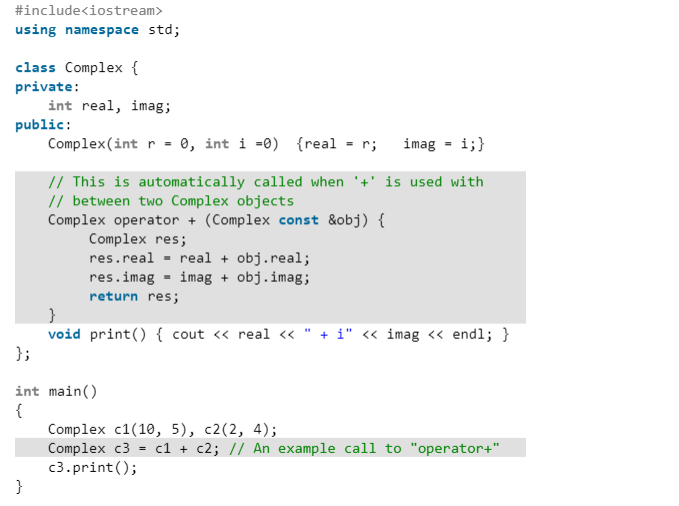 #include<iostream>
using namespace std;
class Complex {
private:
    int real, imag;
public:
    Complex(int r = 0, int i =0)  {real = r;   imag = i;}
    // This is automatically called when '+' is used with
    // between two Complex objects
    Complex operator + (Complex const &obj) {
         Complex res;
         res.real = real + obj.real;
         res.imag = imag + obj.imag;
         return res;
    }
    void print() { cout << real << " + i" << imag << endl; }
};
int main()
{
    Complex c1(10, 5), c2(2, 4);
    Complex c3 = c1 + c2; // An example call to "operator+"
    c3.print();
}